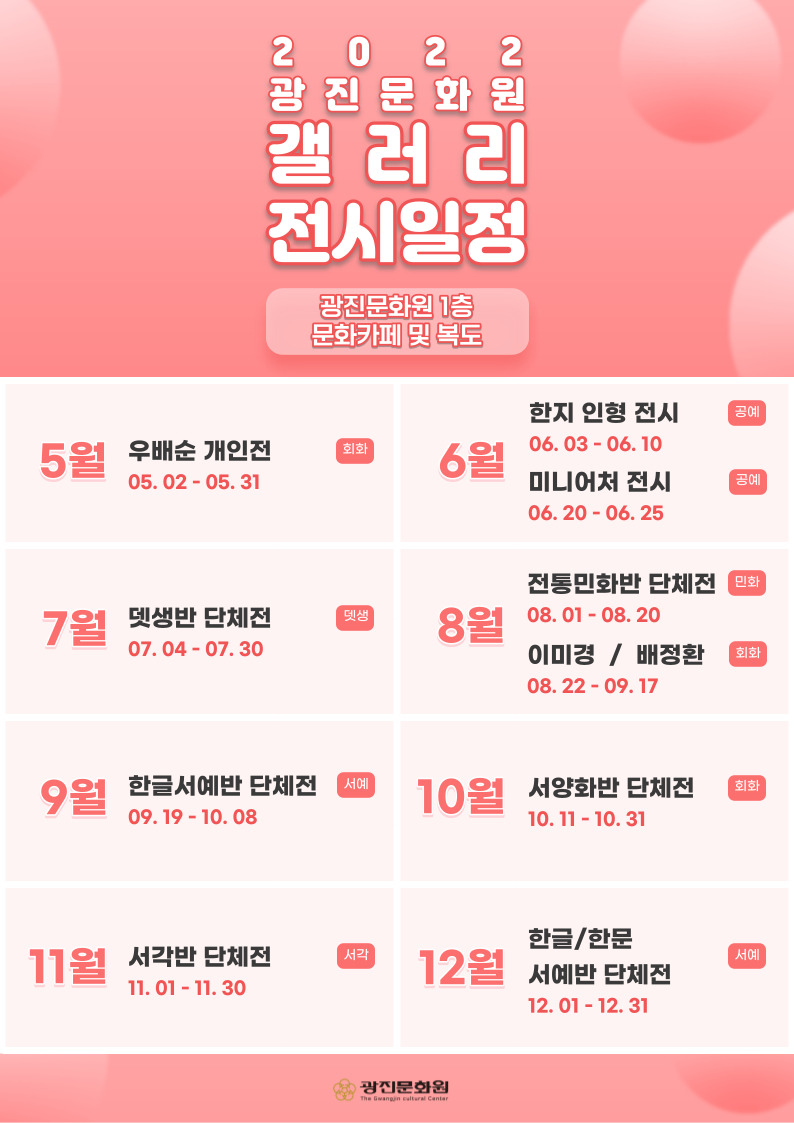 2 0 2 2
광 진 문 화 원
갤 러 리
전시일정
광진문화원 1층
문화카페 및 복도
5월
우배순 개인전
회화
05. 02 - 05. 31
6월
한지 인형 전시
공예
06. 03 - 06. 10
미니어처 전시
공예
06. 20 - 06. 25
7월
뎃생반 단체전
뎃생
07. 04 - 07. 30
8월
전통민화반 단체전
민화
08. 01 - 08. 20
이미경 / 배정환
회화
08. 22 - 09. 17
9월
한글서예반 단체전
서예
09. 19 - 10. 08
10월
서양화반 단체전
회화
10. 11 - 10. 31
11월
서각반 단체전
서각
11. 01 - 11. 30
12월
한글/한문
서예반 단체전
서예
12. 01 - 12. 31
광진문화원
The Gwangjin cultural Center